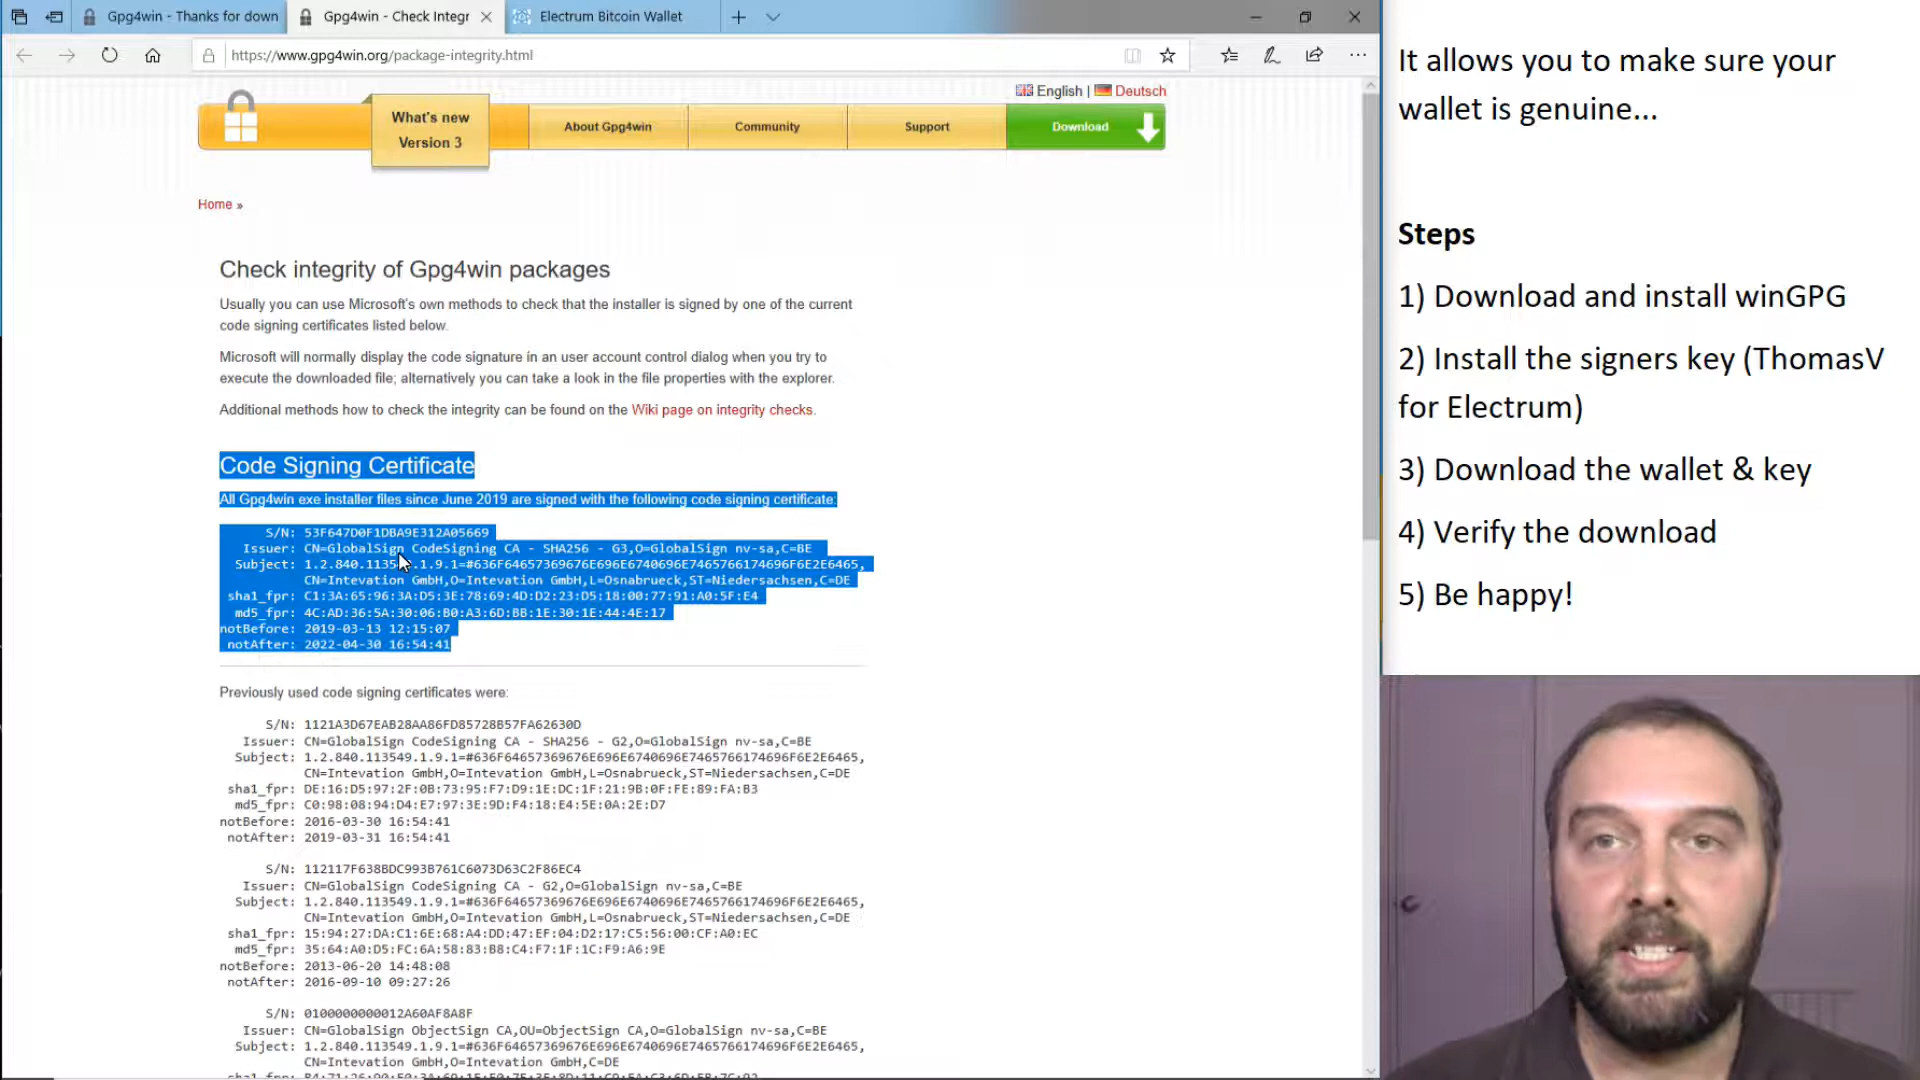 Gpg4win - Thanks for down
Gpg4win - Check Integr
Electrum Bitcoin Wallet
https://www.gpg4win.org/package-integrity.html
English | Deutsch
What's new
Version 3
About Gpg4win
Community
Support
Download
Home »
Check integrity of Gpg4win packages
Usually you can use Microsoft's own methods to check that the installer is signed by one of the current
code signing certificates listed below.
Microsoft will normally display the code signature in an user account control dialog when you try to
execute the downloaded file; alternatively you can take a look in the file properties with the explorer.
Additional methods how to check the integrity can be found on the Wiki page on integrity checks.
Code Signing Certificate
All Gpg4win exe installer files since June 2019 are signed with the following code signing certificate:
S/N: 53F647D0F1DBA9E312A05669
Issuer: CN=GlobalSign CodeSigning CA - SHA256 - G3,O=GlobalSign nv-sa,C=BE
Subject: 1.2.840.113549.1.9.1=#636F64657369676E696E6740696E7465766174696F6E2E6465,
CN=Intevation GmbH,O=Intevation GmbH,L=Osnabrueck,ST=Niedersachsen,C=DE
sha1_fpr: C1:3A:65:96:3A:D5:3E:78:69:4D:D2:23:D5:18:00:77:91:A0:5F:E4
md5_fpr: 4C:AD:36:5A:30:06:B0:A3:6D:BB:1E:30:1E:44:4E:17
notBefore: 2019-03-13 12:15:07
notAfter: 2022-04-30 16:54:41
Previously used code signing certificates were:
S/N: 1121A3D67EAB28AA86FD85728B57FA62630D
Issuer: CN=GlobalSign CodeSigning CA - SHA256 - G2,O=GlobalSign nv-sa,C=BE
Subject: 1.2.840.113549.1.9.1=#636F64657369676E696E6740696E7465766174696F6E2E6465,
CN=Intevation GmbH,O=Intevation GmbH,L=Osnabrueck,ST=Niedersachsen,C=DE
sha1_fpr: DE:16:D5:97:2F:0B:73:95:F7:D9:1E:DC:1F:21:9B:0F:FE:89:FA:B3
md5_fpr: C0:98:08:94:D4:E7:97:3E:9D:F4:18:E4:5E:0A:2E:D7
notBefore: 2016-03-30 16:54:41
notAfter: 2019-03-31 16:54:41
S/N: 112117F638BDC993B761C6073D63C2F86EC4
Issuer: CN=GlobalSign CodeSigning CA - G2,O=GlobalSign nv-sa,C=BE
Subject: 1.2.840.113549.1.9.1=#636F64657369676E696E6740696E7465766174696F6E2E6465,
CN=Intevation GmbH,O=Intevation GmbH,L=Osnabrueck,ST=Niedersachsen,C=DE
sha1_fpr: 15:94:27:DA:C1:6E:68:A4:DD:47:EF:04:D2:17:C5:56:00:CF:A0:EC
md5_fpr: 35:64:A0:D5:FC:6A:58:83:B8:C4:F7:1F:1C:F9:A6:9E
notBefore: 2013-06-20 14:48:08
notAfter: 2016-09-10 09:27:26
S/N: 0100000000012A60AF8A8F
Issuer: CN=GlobalSign ObjectSign CA,OU=ObjectSign CA,O=GlobalSign nv-sa,C=BE
Subject: 1.2.840.113549.1.9.1=#636F64657369676E696E6740696E7465766174696F6E2E6465,
CN=Intevation GmbH,O=Intevation GmbH,C=DE
It allows you to make sure your
wallet is genuine...
Steps
1) Download and install winGPG
2) Install the signers key (ThomasV
for Electrum)
3) Download the wallet & key
4) Verify the download
5) Be happy!